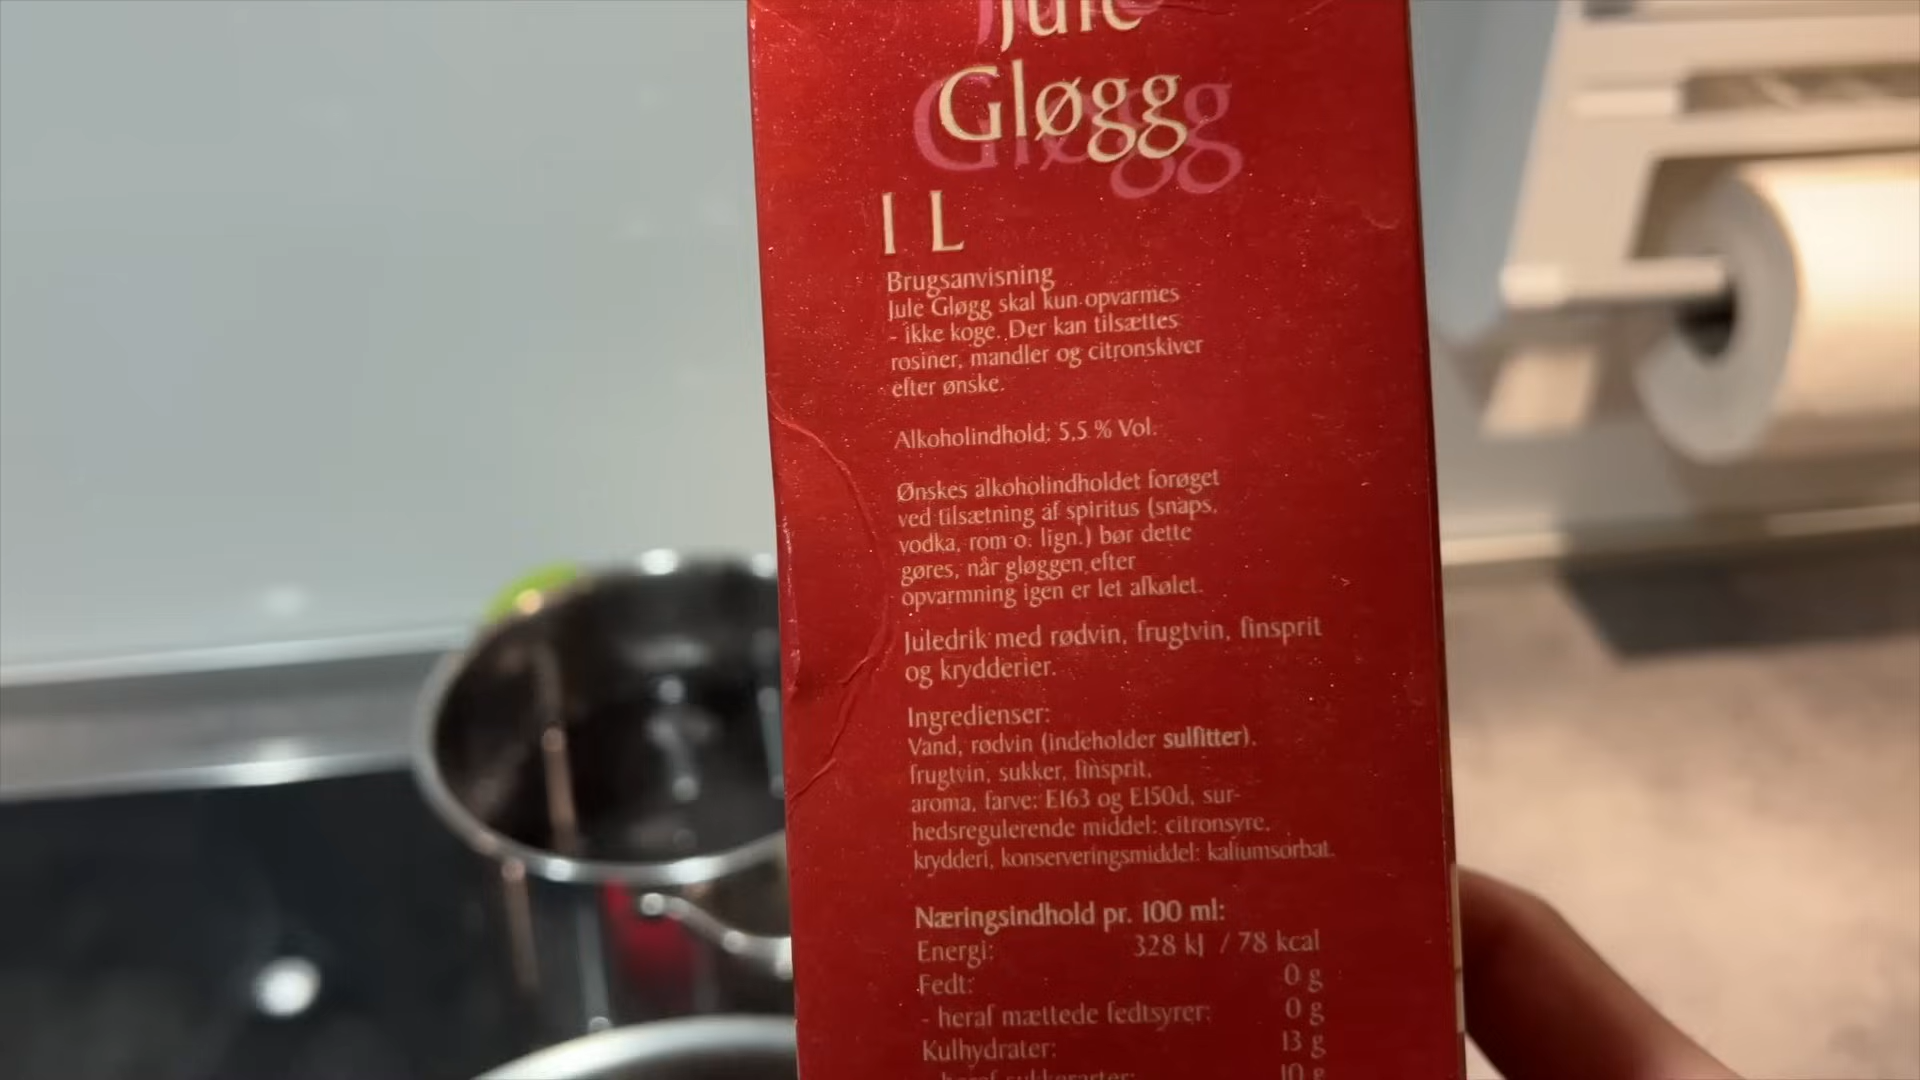 Jule
Gløgg
1 L
Brugsanvisning
Jule Gløgg skal kun opvarmes
- ikke koge. Der kan tilsættes
rosiner, mandler og citronskiver
efter ønske.
Alkoholindhold: 5,5 % Vol.
Ønskes alkoholindholdet forøget
ved tilsætning af spiritus (snaps,
vodka, rom o. lign.) bør dette
gøres, når gløggen efter
opvarmning igen er let afkølet.
Juledrik med rødvin, frugtvin, finsprit
og krydderier.
Ingredienser:
Vand, rødvin (indeholder sulfitter),
frugtvin, sukker, finsprit,
aroma, farve: E163 og E150d, sur-
hedsregulerende middel: citronsyre,
krydderi, konserveringsmiddel: kaliumsorbat.
Næringsindhold pr. 100 ml:
Energi: 328 kJ / 78 kcal
Fedt: 0 g
- heraf mættede fedtsyrer: 0 g
Kulhydrater: 13 g
- heraf sukkerarter: 10 g